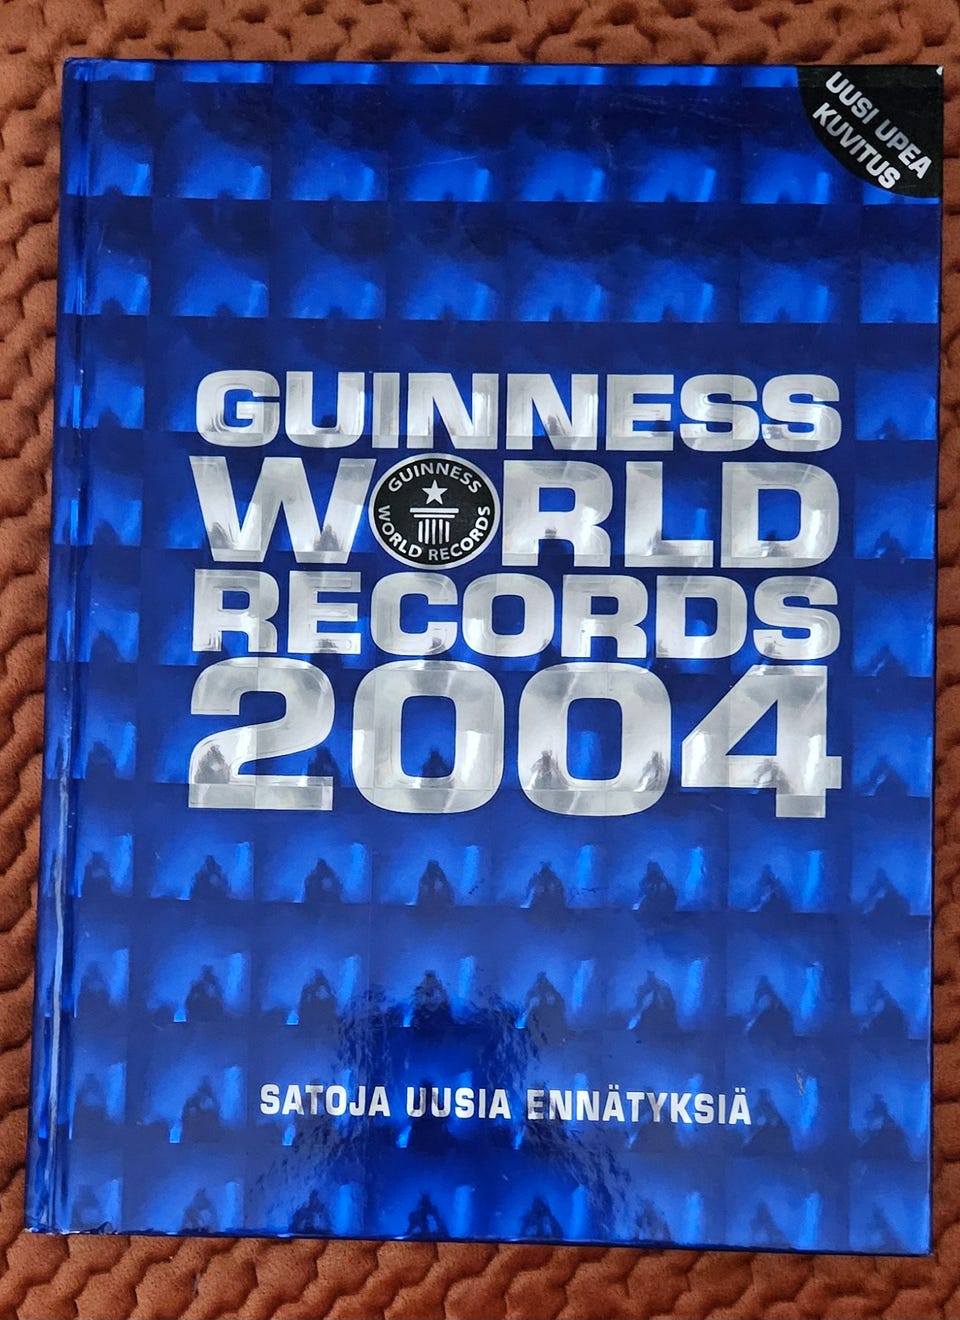 UUSI UPEA
KUVITUS
GUINNESS
WORLD
GUINNESS
WORLD RECORDS
RECORDS
2004
SATOJA UUSIA ENNÄTYKSIÄ